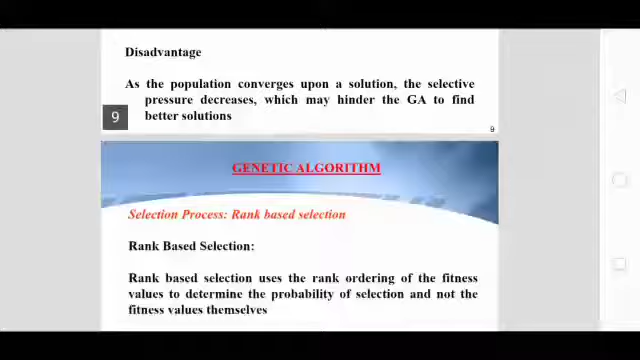 Disadvantage
As the population converges upon a solution, the selective
pressure decreases, which may hinder the GA to find
better solutions
9
9
GENETIC ALGORITHM
Selection Process: Rank based selection
Rank Based Selection:
Rank based selection uses the rank ordering of the fitness
values to determine the probability of selection and not the
fitness values themselves